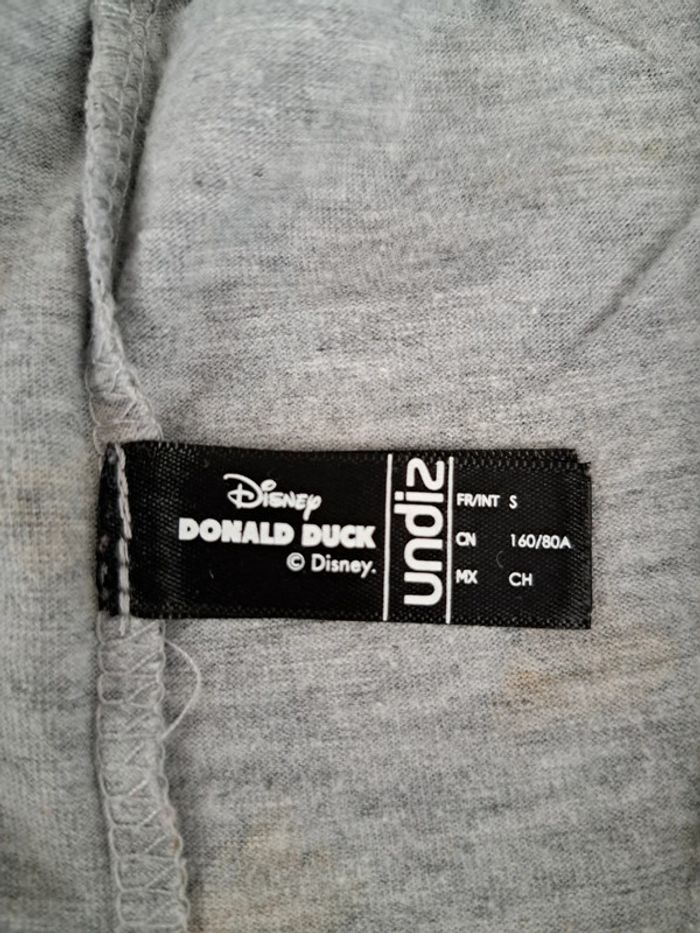 Disney
DONALD DUCK
© Disney.
undiz
FR/INT S
CN 160/80A
MX CH